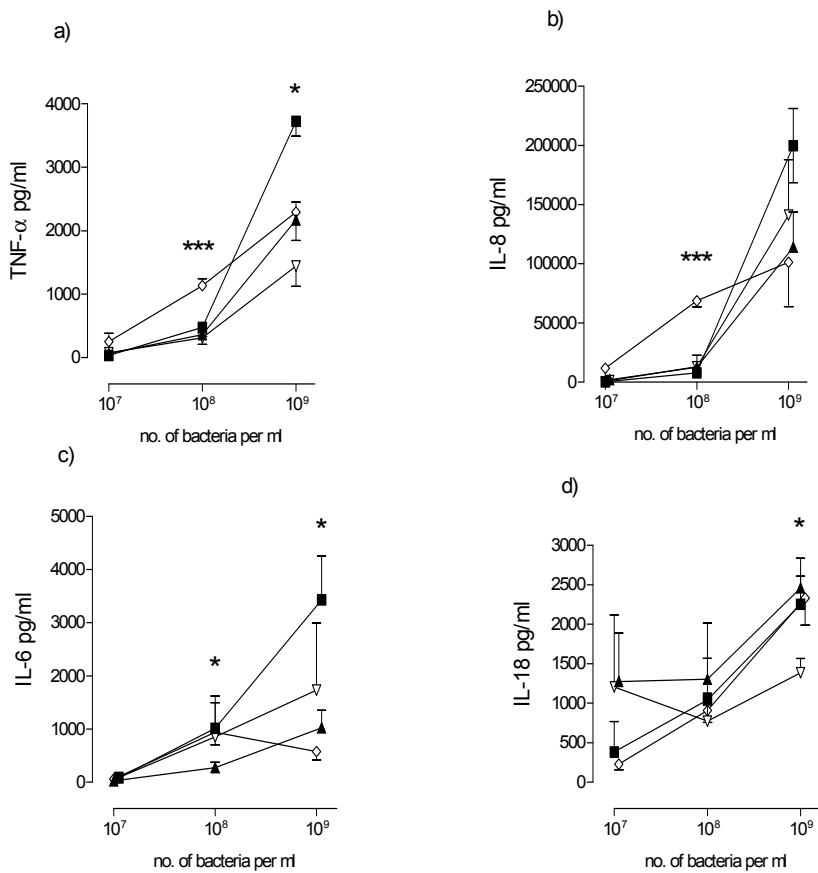 a)
TNF-α pg/ml
4000
3000
2000
1000
0
***
*
10⁷ 10⁸ 10⁹
no. of bacteria per ml
b)
IL-8 pg/ml
250000
200000
150000
100000
50000
0
***
10⁷ 10⁸ 10⁹
no. of bacteria per ml
c)
IL-6 pg/ml
5000
4000
3000
2000
1000
0
*
*
10⁷ 10⁸ 10⁹
no. of bacteria per ml
d)
IL-18 pg/ml
3000
2500
2000
1500
1000
500
0
*
10⁷ 10⁸ 10⁹
no. of bacteria per ml